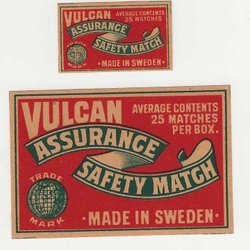 VULCAN
AVERAGE CONTENTS
25 MATCHES
ASSURANCE
SAFETY MATCH
· MADE IN SWEDEN ·
VULCAN
AVERAGE CONTENTS
25 MATCHES
PER BOX.
ASSURANCE
SAFETY MATCH
TRADE
MARK
· MADE IN SWEDEN ·